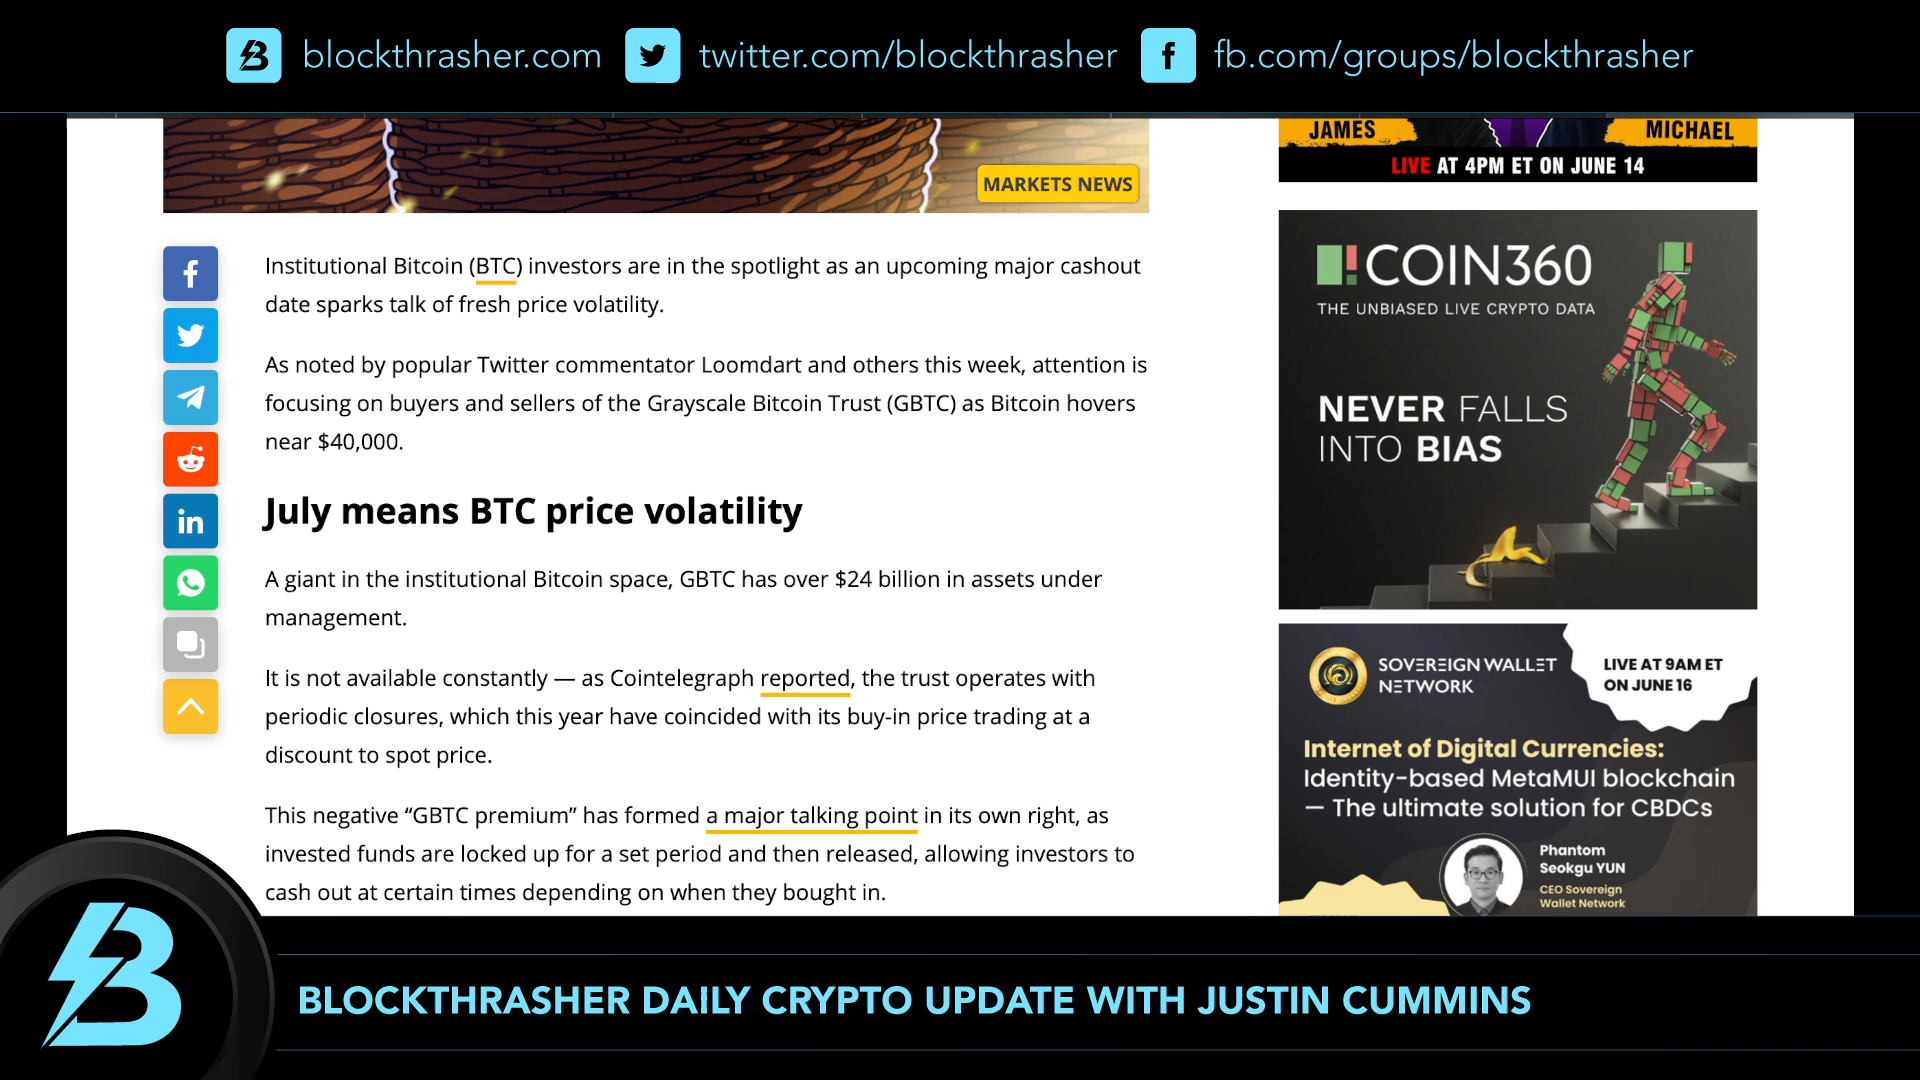 blockthrasher.com twitter.com/blockthrasher fb.com/groups/blockthrasher
MARKETS NEWS
Institutional Bitcoin (BTC) investors are in the spotlight as an upcoming major cashout
date sparks talk of fresh price volatility.
As noted by popular Twitter commentator Loomdart and others this week, attention is
focusing on buyers and sellers of the Grayscale Bitcoin Trust (GBTC) as Bitcoin hovers
near $40,000.
July means BTC price volatility
A giant in the institutional Bitcoin space, GBTC has over $24 billion in assets under
management.
It is not available constantly — as Cointelegraph reported, the trust operates with
periodic closures, which this year have coincided with its buy-in price trading at a
discount to spot price.
This negative “GBTC premium” has formed a major talking point in its own right, as
invested funds are locked up for a set period and then released, allowing investors to
cash out at certain times depending on when they bought in.
JAMES MICHAEL
LIVE AT 4PM ET ON JUNE 14
COIN360
THE UNBIASED LIVE CRYPTO DATA
NEVER FALLS
INTO BIAS
SOVEREIGN WALLET
NETWORK
LIVE AT 9AM ET
ON JUNE 16
Internet of Digital Currencies:
Identity-based MetaMUI blockchain
— The ultimate solution for CBDCs
Phantom
Seokgu YUN
CEO Sovereign
Wallet Network
BLOCKTHRASHER DAILY CRYPTO UPDATE WITH JUSTIN CUMMINS